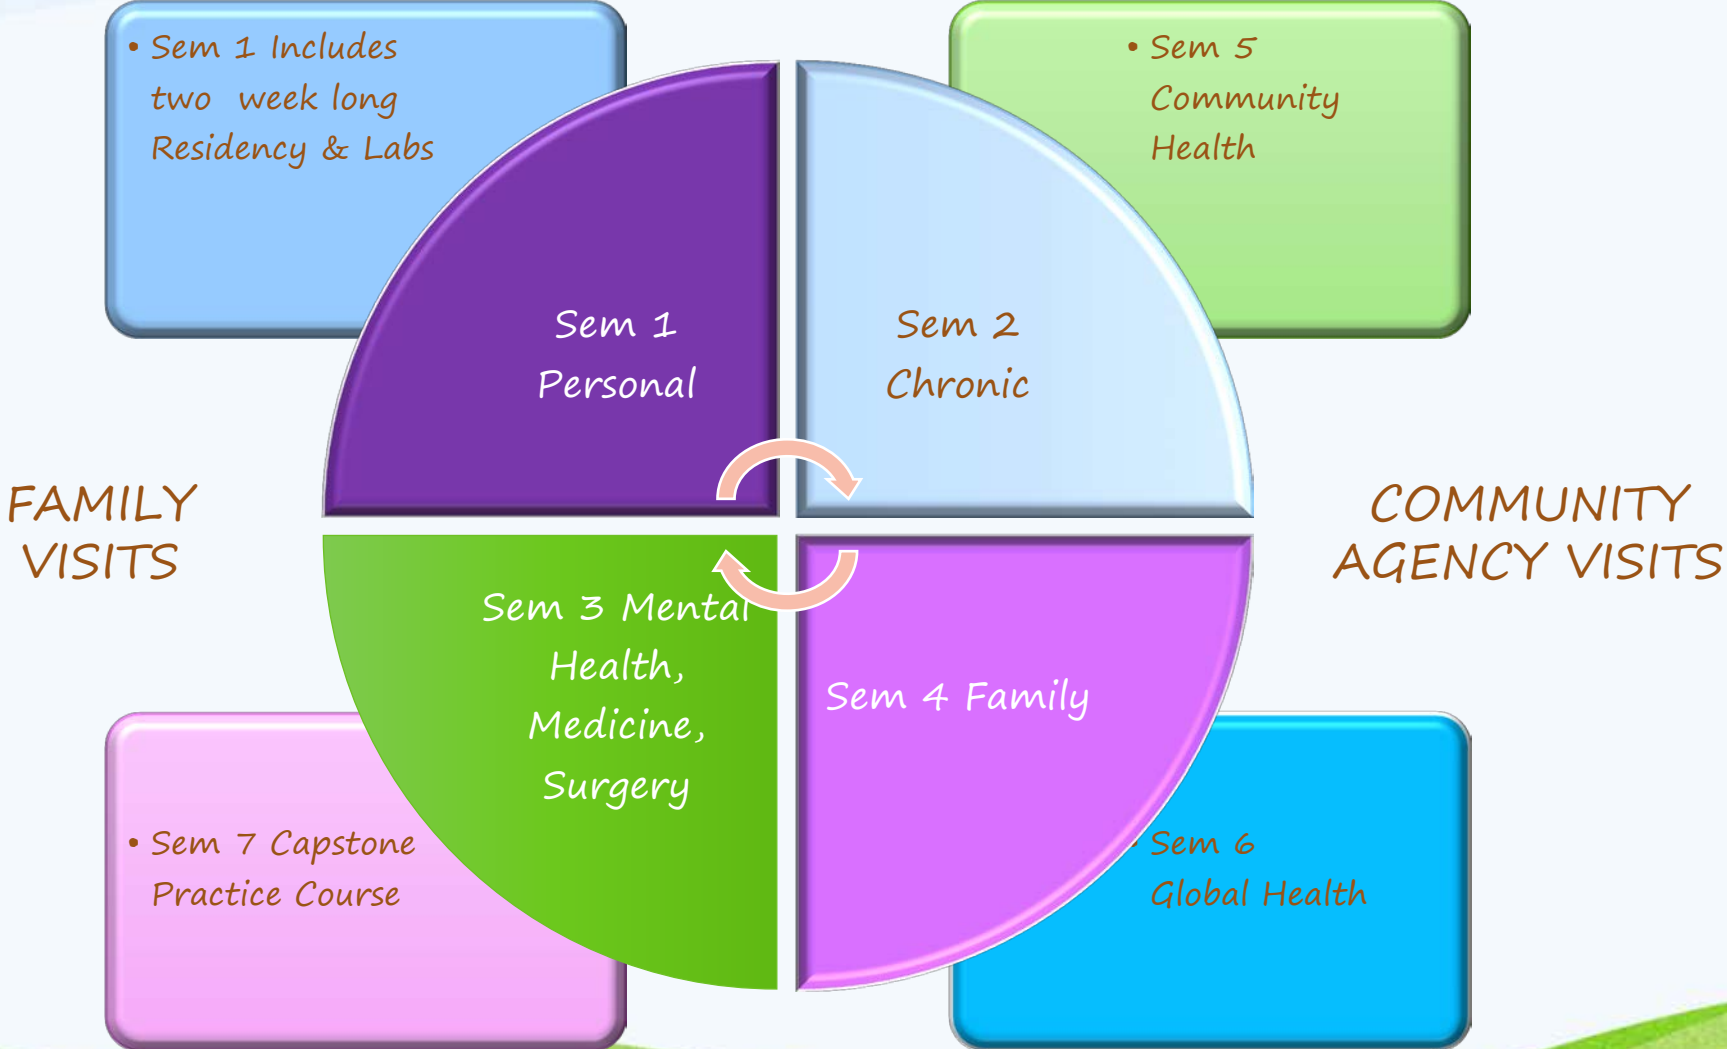 • Sem 1 Includes
two week long
Residency & Labs
• Sem 5
Community
Health
Sem 1
Personal
Sem 2
Chronic
FAMILY
VISITS
COMMUNITY
AGENCY VISITS
Sem 3 Mental
Health,
Medicine,
Surgery
Sem 4 Family
• Sem 7 Capstone
Practice Course
• Sem 6
Global Health